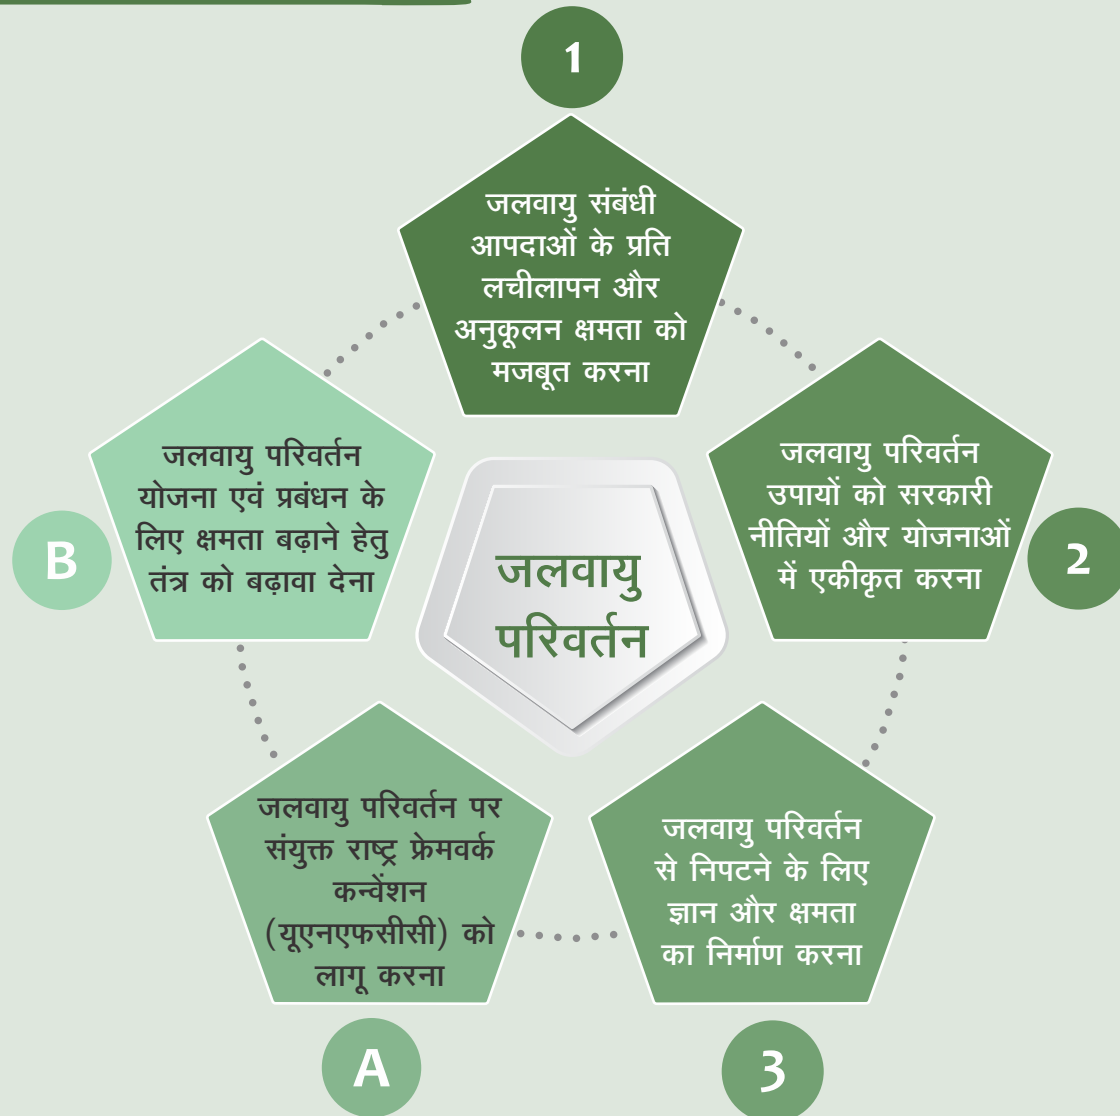 1
जलवायु संबंधी
आपदाओं के प्रति
लचीलापन और
अनुकूलन क्षमता को
मजबूत करना
जलवायु परिवर्तन
उपायों को सरकारी
नीतियों और योजनाओं
में एकीकृत करना
2
जलवायु परिवर्तन
से निपटने के लिए
ज्ञान और क्षमता
का निर्माण करना
3
जलवायु परिवर्तन पर
संयुक्त राष्ट्र फ्रेमवर्क
कन्वेंशन
(यूएनएफसीसी) को
लागू करना
A
जलवायु परिवर्तन
योजना एवं प्रबंधन के
लिए क्षमता बढ़ाने हेतु
तंत्र को बढ़ावा देना
B
जलवायु
परिवर्तन